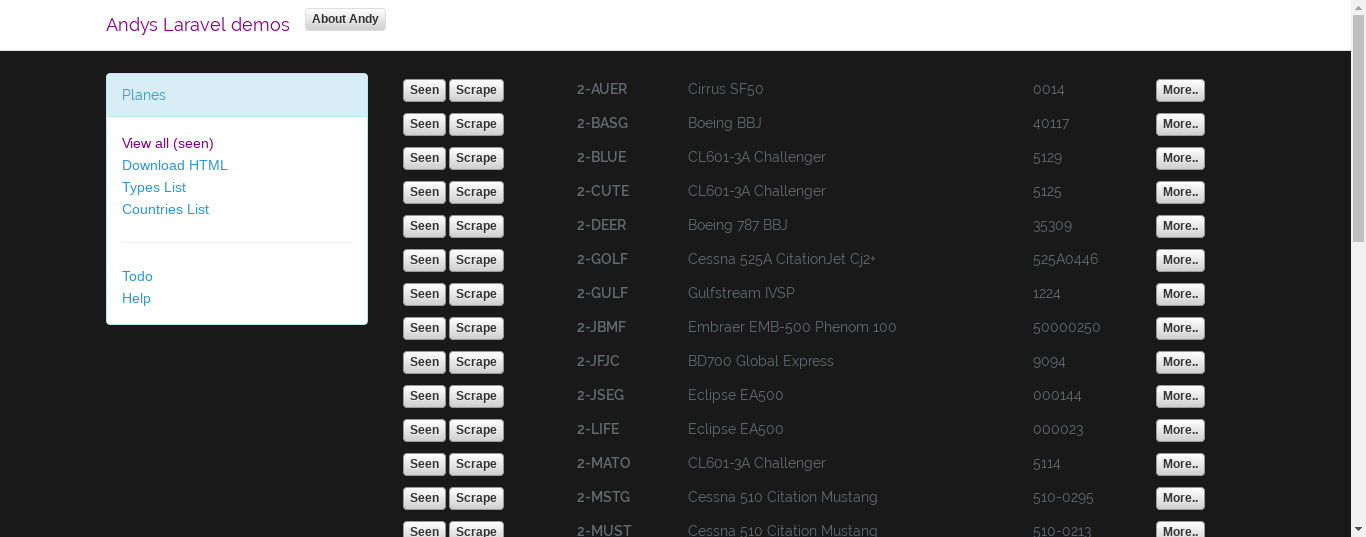 Andys Laravel demos About Andy
Planes
View all (seen)
Download HTML
Types List
Countries List
Todo
Help
Seen Scrape 2-AUER Cirrus SF50 0014 More..
Seen Scrape 2-BASG Boeing BBJ 40117 More..
Seen Scrape 2-BLUE CL601-3A Challenger 5129 More..
Seen Scrape 2-CUTE CL601-3A Challenger 5125 More..
Seen Scrape 2-DEER Boeing 787 BBJ 35309 More..
Seen Scrape 2-GOLF Cessna 525A CitationJet Cj2+ 525A0446 More..
Seen Scrape 2-GULF Gulfstream IVSP 1224 More..
Seen Scrape 2-JBMF Embraer EMB-500 Phenom 100 50000250 More..
Seen Scrape 2-JFJC BD700 Global Express 9094 More..
Seen Scrape 2-JSEG Eclipse EA500 000144 More..
Seen Scrape 2-LIFE Eclipse EA500 000023 More..
Seen Scrape 2-MATO CL601-3A Challenger 5114 More..
Seen Scrape 2-MSTG Cessna 510 Citation Mustang 510-0295 More..
Seen Scrape 2-MUST Cessna 510 Citation Mustang 510-0213 More..